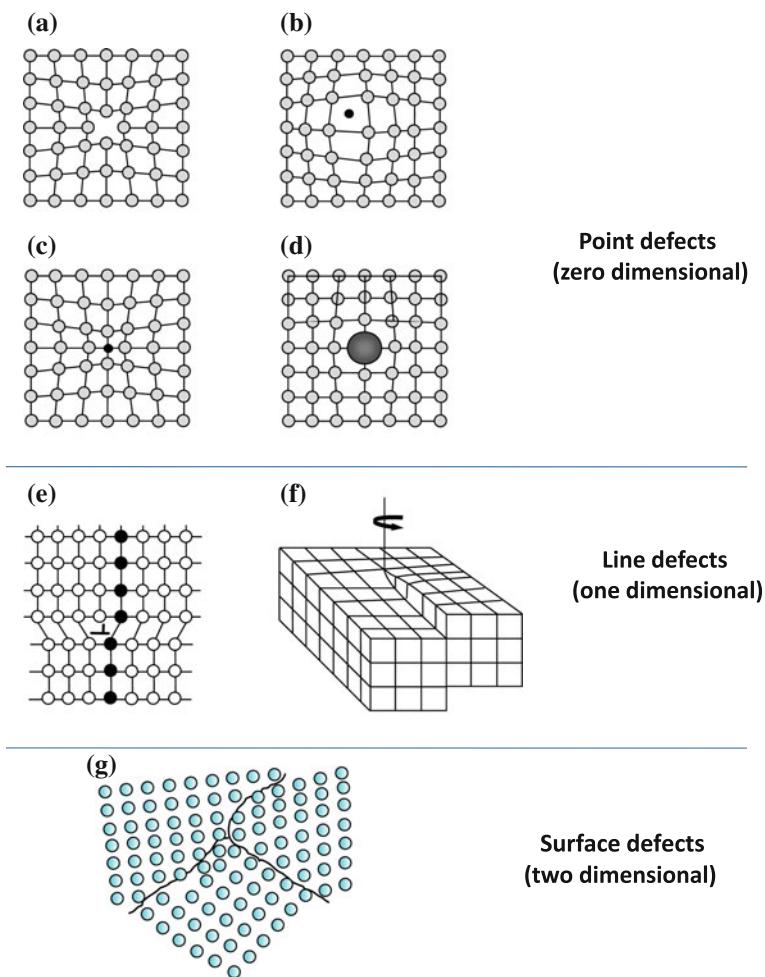 (a)
(b)
(c)
(d)
Point defects
(zero dimensional)
(e)
(f)
Line defects
(one dimensional)
(g)
Surface defects
(two dimensional)